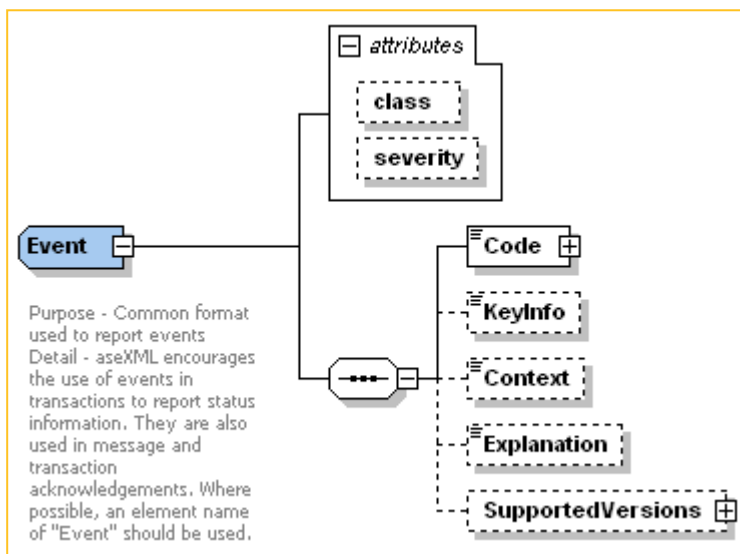 attributes
class
severity
Event
Code
KeyInfo
Context
Explanation
SupportedVersions
Purpose - Common format
used to report events
Detail - aseXML encourages
the use of events in
transactions to report status
information. They are also
used in message and
transaction
acknowledgements. Where
possible, an element name
of "Event" should be used.